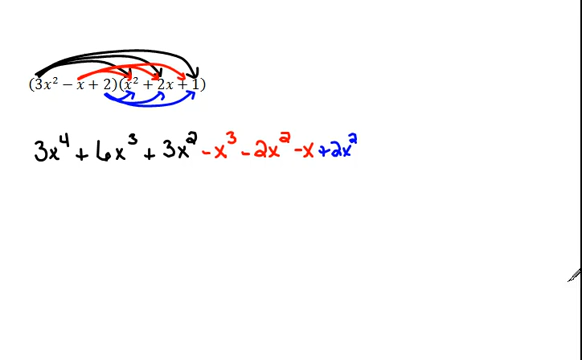 (3x² − x + 2)(x² + 2x + 1)
3x⁴ + 6x³ + 3x² - x³ - 2x² - x + 2x²